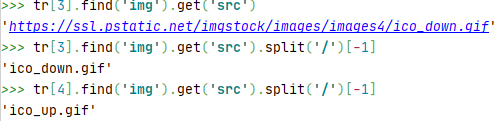 >>> tr[3].find('img').get('src')
'https://ssl.pstatic.net/imgstock/images/images4/ico_down.gif'
>>> tr[3].find('img').get('src').split('/')[-1]
'ico_down.gif'
>>> tr[4].find('img').get('src').split('/')[-1]
'ico_up.gif'